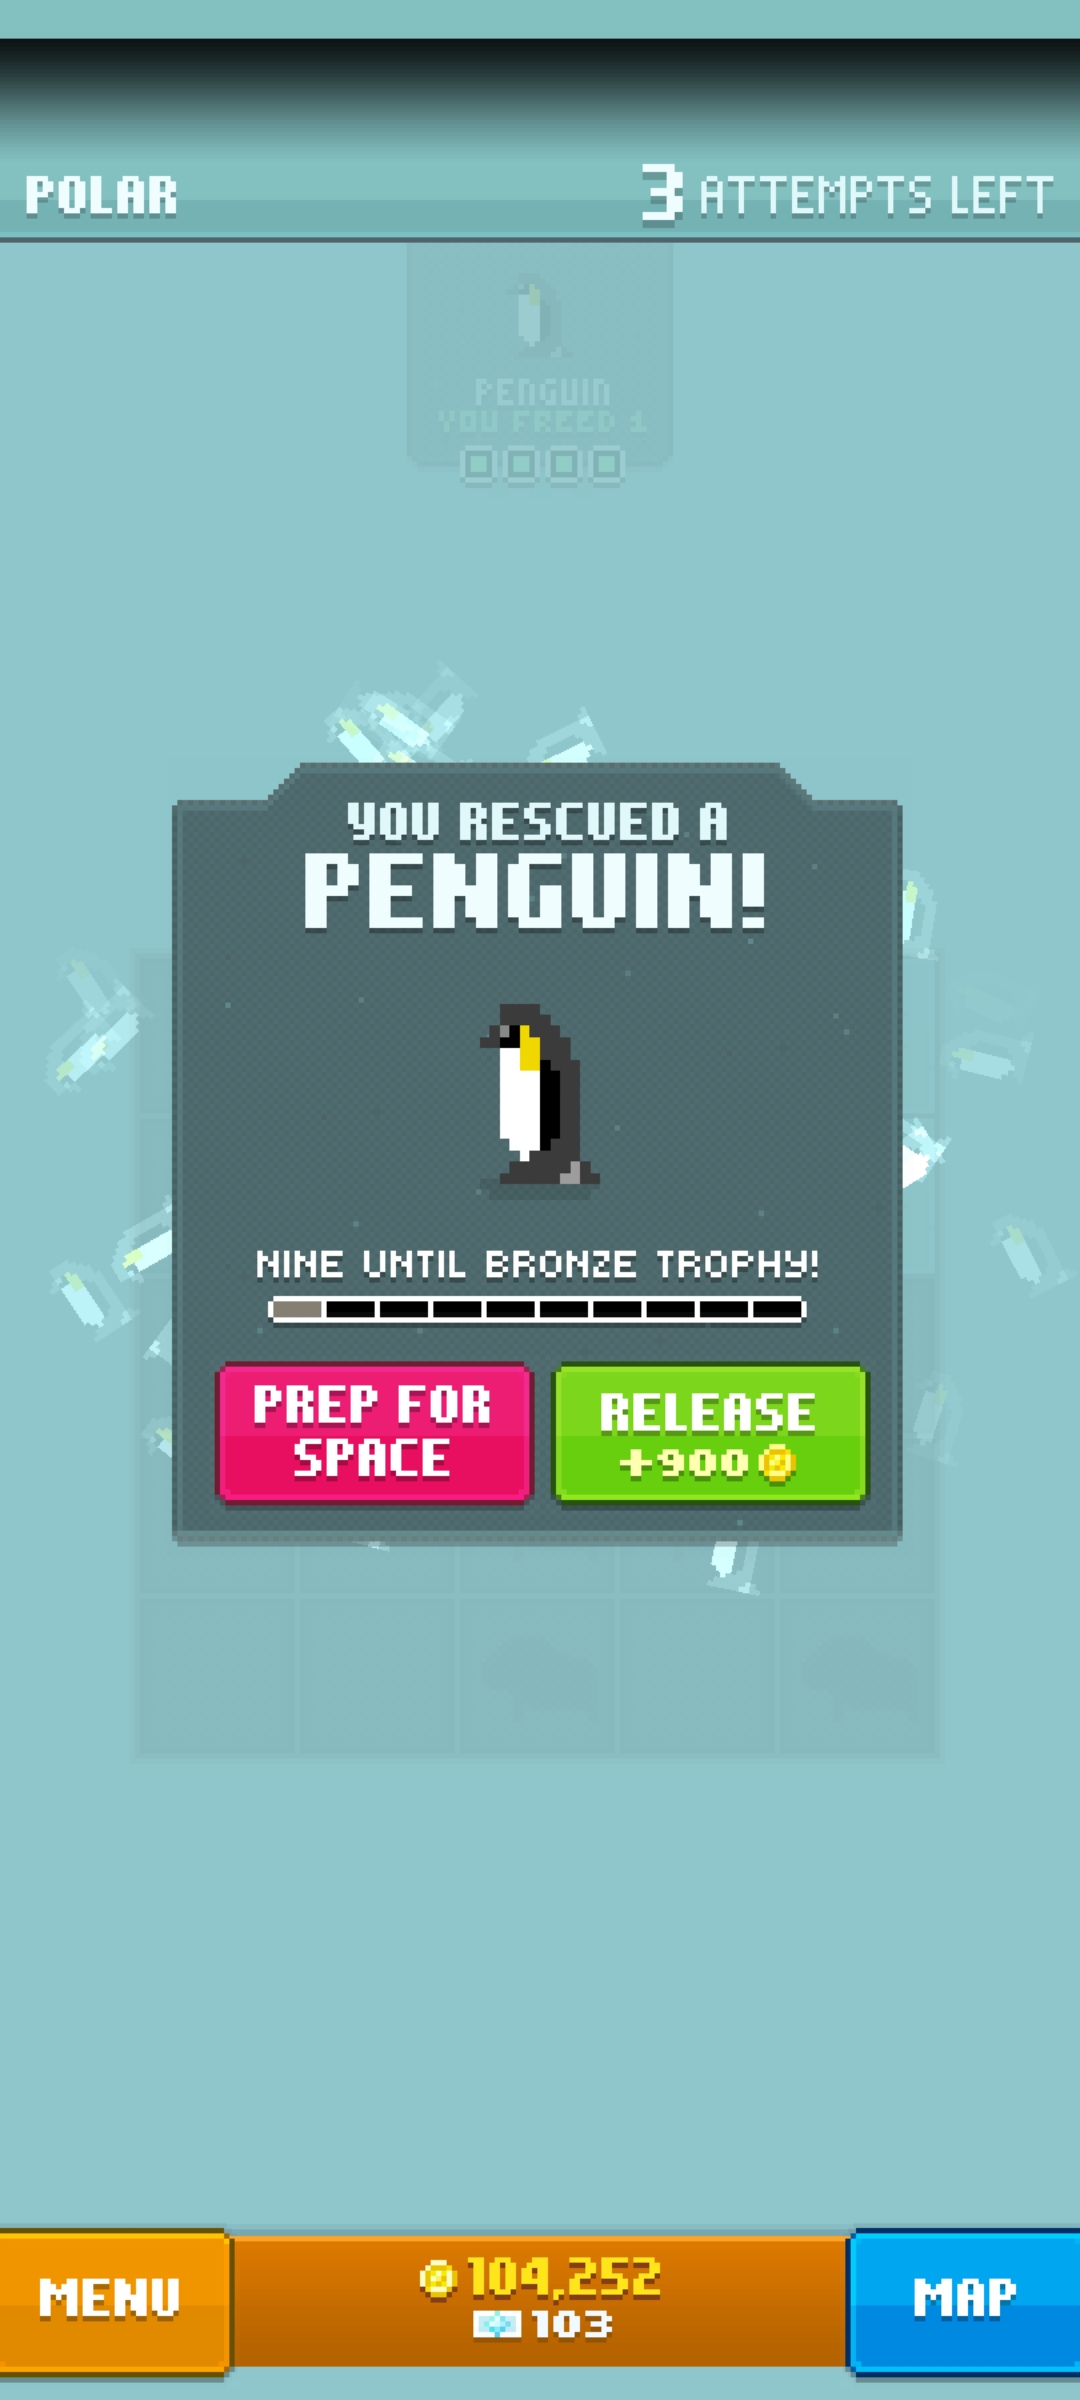 POLAR
3 ATTEMPTS LEFT
PENGUIN
YOU FREED 1
YOU RESCUED A
PENGUIN!
NINE UNTIL BRONZE TROPHY!
PREP FOR
SPACE
RELEASE
+900
MENU
104,252
103
MAP